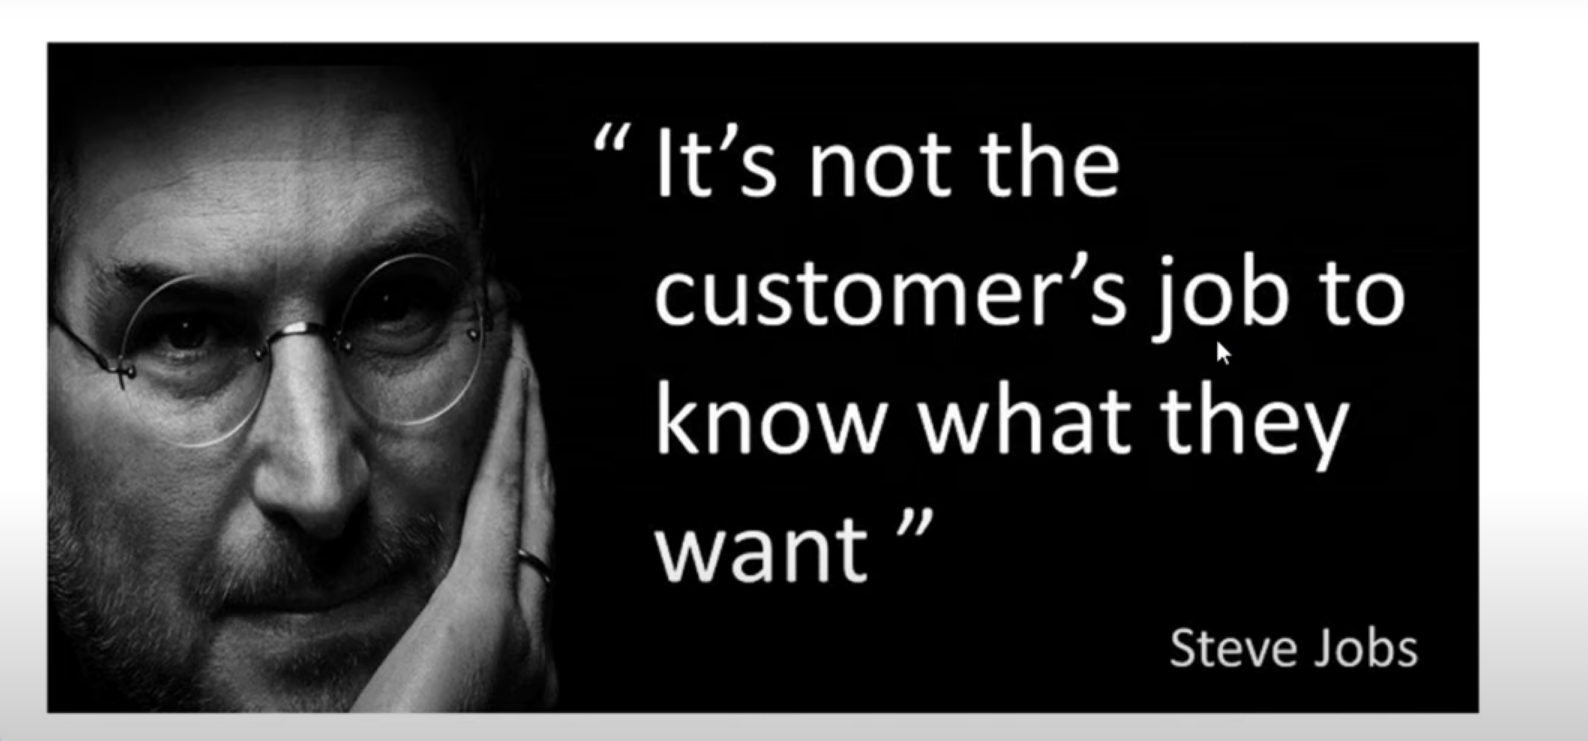 “ It’s not the
customer’s job to
know what they
want ”
Steve Jobs